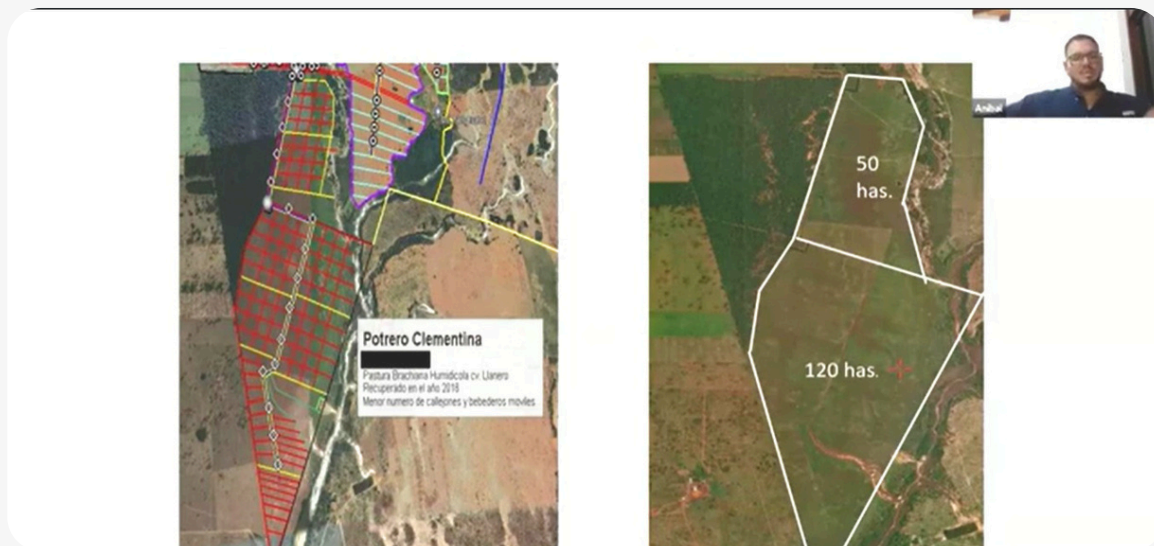 Potrero Clementina
Pastura Brachiaria Humidicola cv. Llanero
Recuperado en el año 2018
Menor numero de callejones y bebederos moviles.
50
has.
120 has.
Anibal